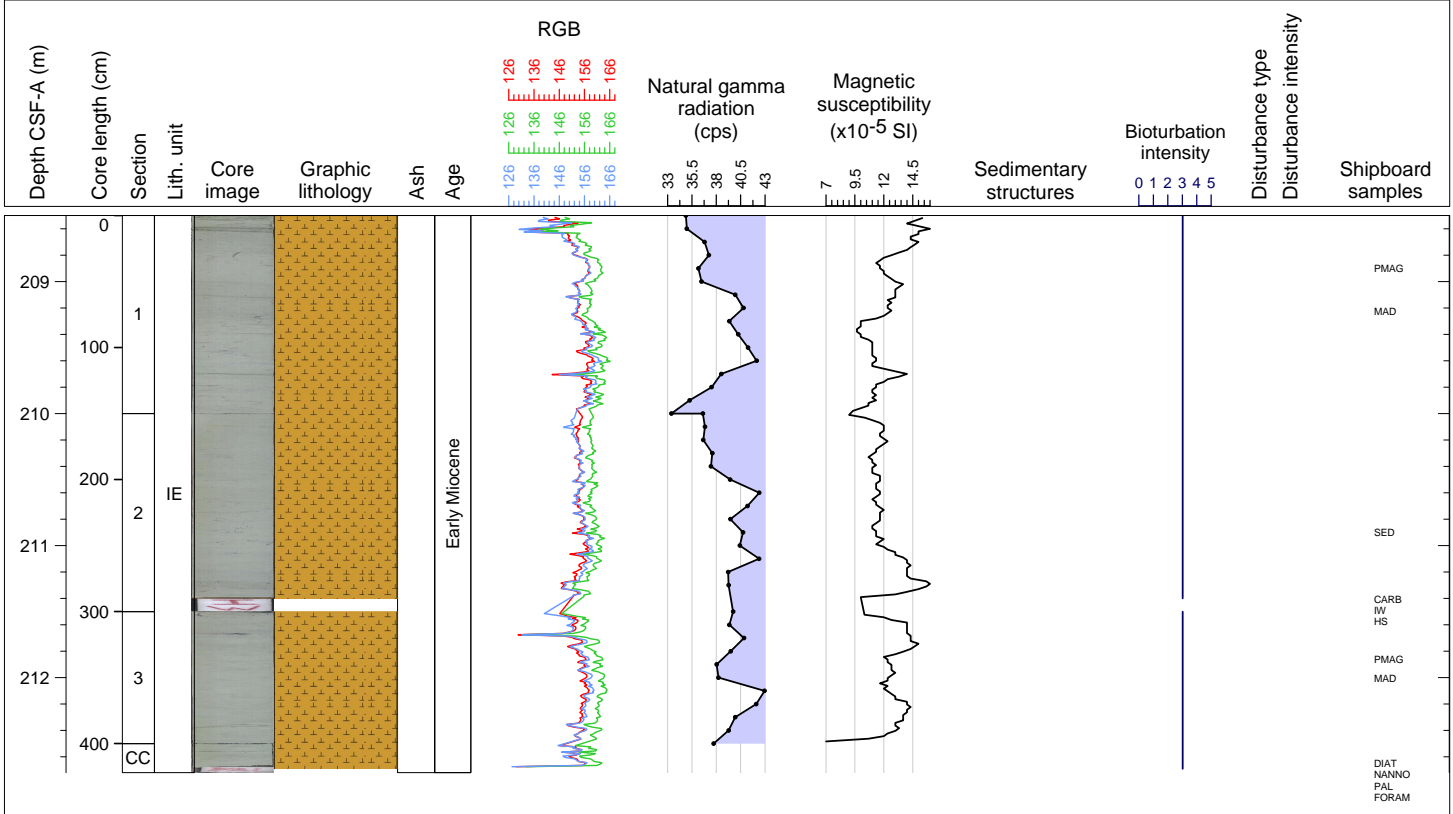 RGB
126 136 146 156 166
126 136 146 156 166
126 136 146 156 166
Depth CSF-A (m)
Core length (cm)
Section
Lith. unit
Core
image
Graphic
lithology
Ash
Age
Natural gamma
radiation
(cps)
33 35.5 38 40.5 43
Magnetic
susceptibility
(x10-5 SI)
7 9.5 12 14.5
Sedimentary
structures
Bioturbation
intensity
0 1 2 3 4 5
Disturbance type
Disturbance intensity
Shipboard
samples
0
209
1
100
210
200
IE
2
211
300
212
3
400
CC
Early Miocene
PMAG
MAD
SED
CARB
IW
HS
PMAG
MAD
DIAT
NANNO
PAL
FORAM